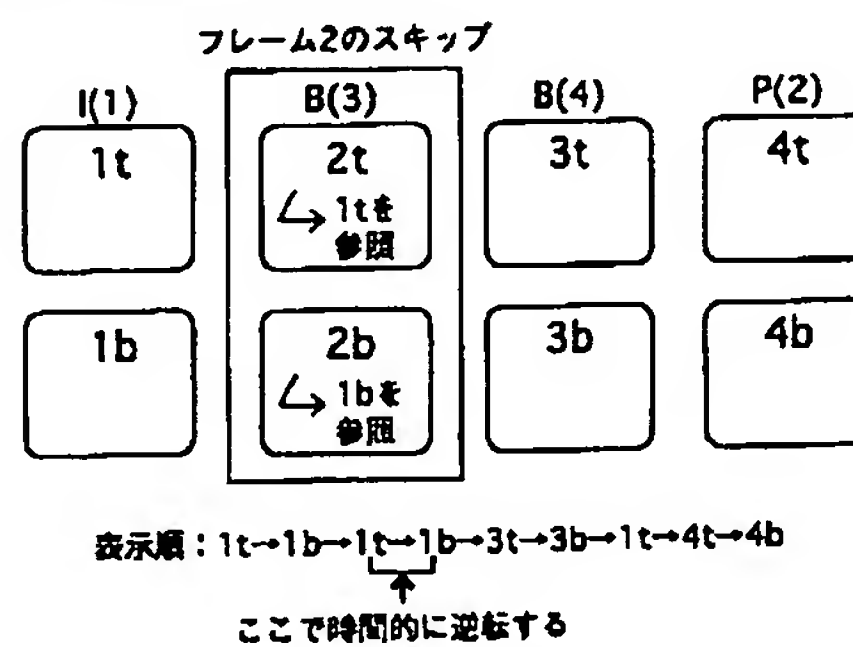 フレーム2のスキップ
I(1) B(3) B(4) P(2)
1t 2t 3t 4t
1tを
参照
1b 2b 3b 4b
1bを
参照
表示順：1t→1b→1t→1b→3t→3b→1t→4t→4b
ここで時間的に逆転する